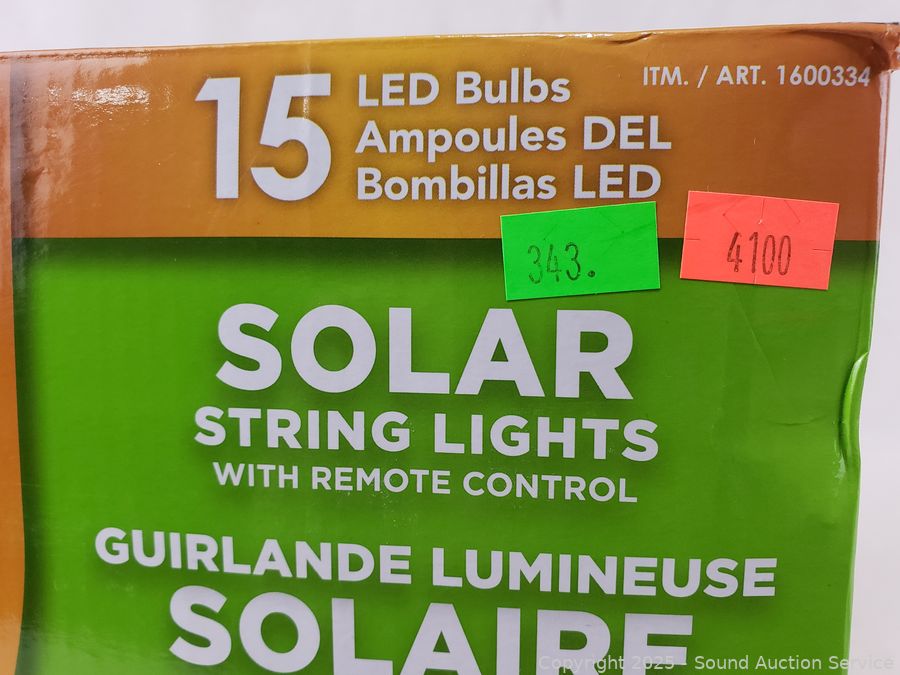 15
LED Bulbs
Ampoules DEL
Bombillas LED
ITM. / ART. 1600334
343.
4100
SOLAR
STRING LIGHTS
WITH REMOTE CONTROL
GUIRLANDE LUMINEUSE
SOLAIRE
Copyright 2025 - Sound Auction Service